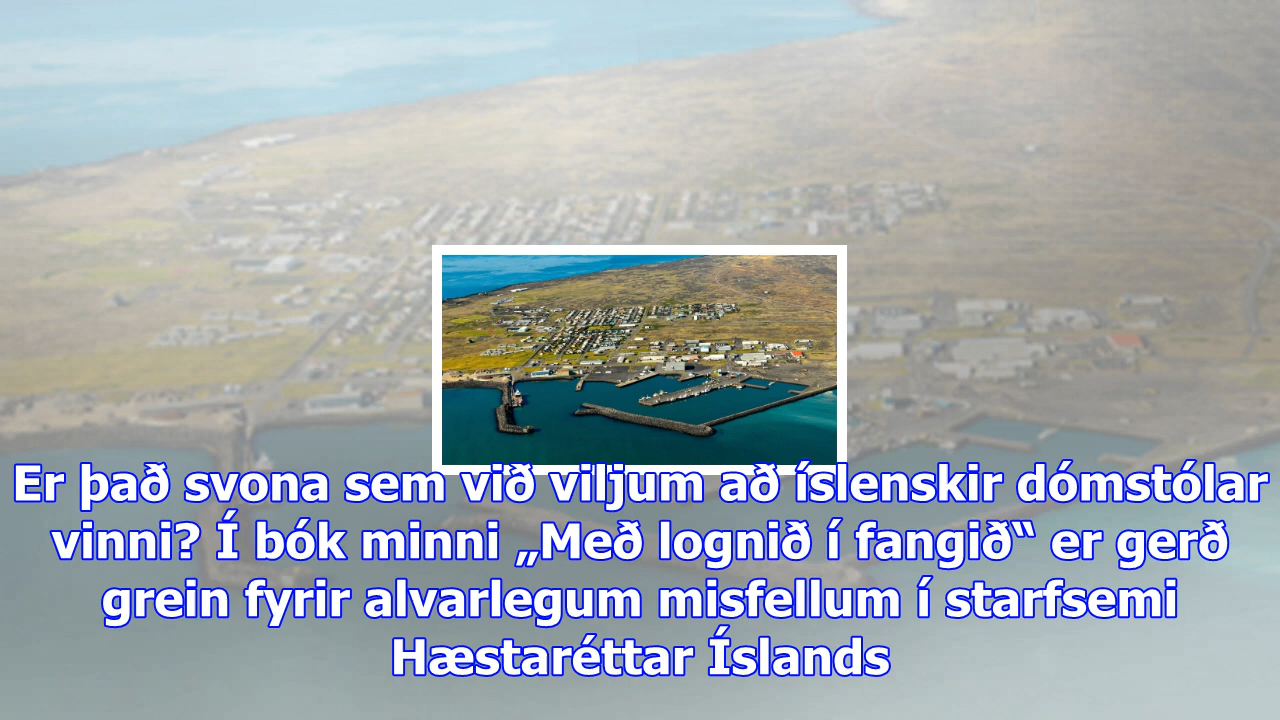 Er það svona sem við viljum að íslenskir dómstólar
vinni? Í bók minni „Með lognið í fangið“ er gerð
grein fyrir alvarlegum misfellum í starfsemi
Hæstaréttar Íslands